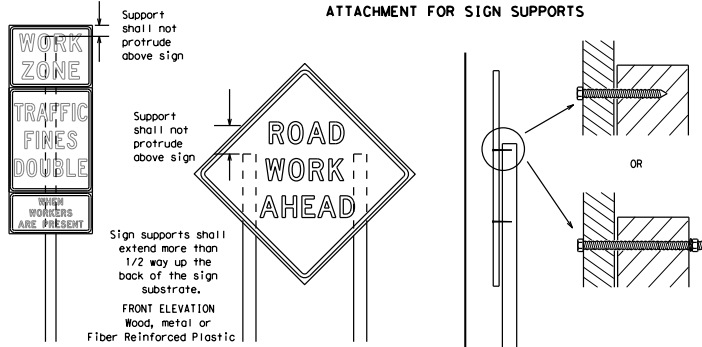 ATTACHMENT FOR SIGN SUPPORTS
Support
shall not
protrude
above sign
WORK
ZONE
TRAFFIC
FINES
DOUBLE
WHEN
WORKERS
ARE PRESENT
Support
shall not
protrude
above sign
ROAD
WORK
AHEAD
Sign supports shall
extend more than
1/2 way up the
back of the sign
substrate.
FRONT ELEVATION
Wood, metal or
Fiber Reinforced Plastic
OR